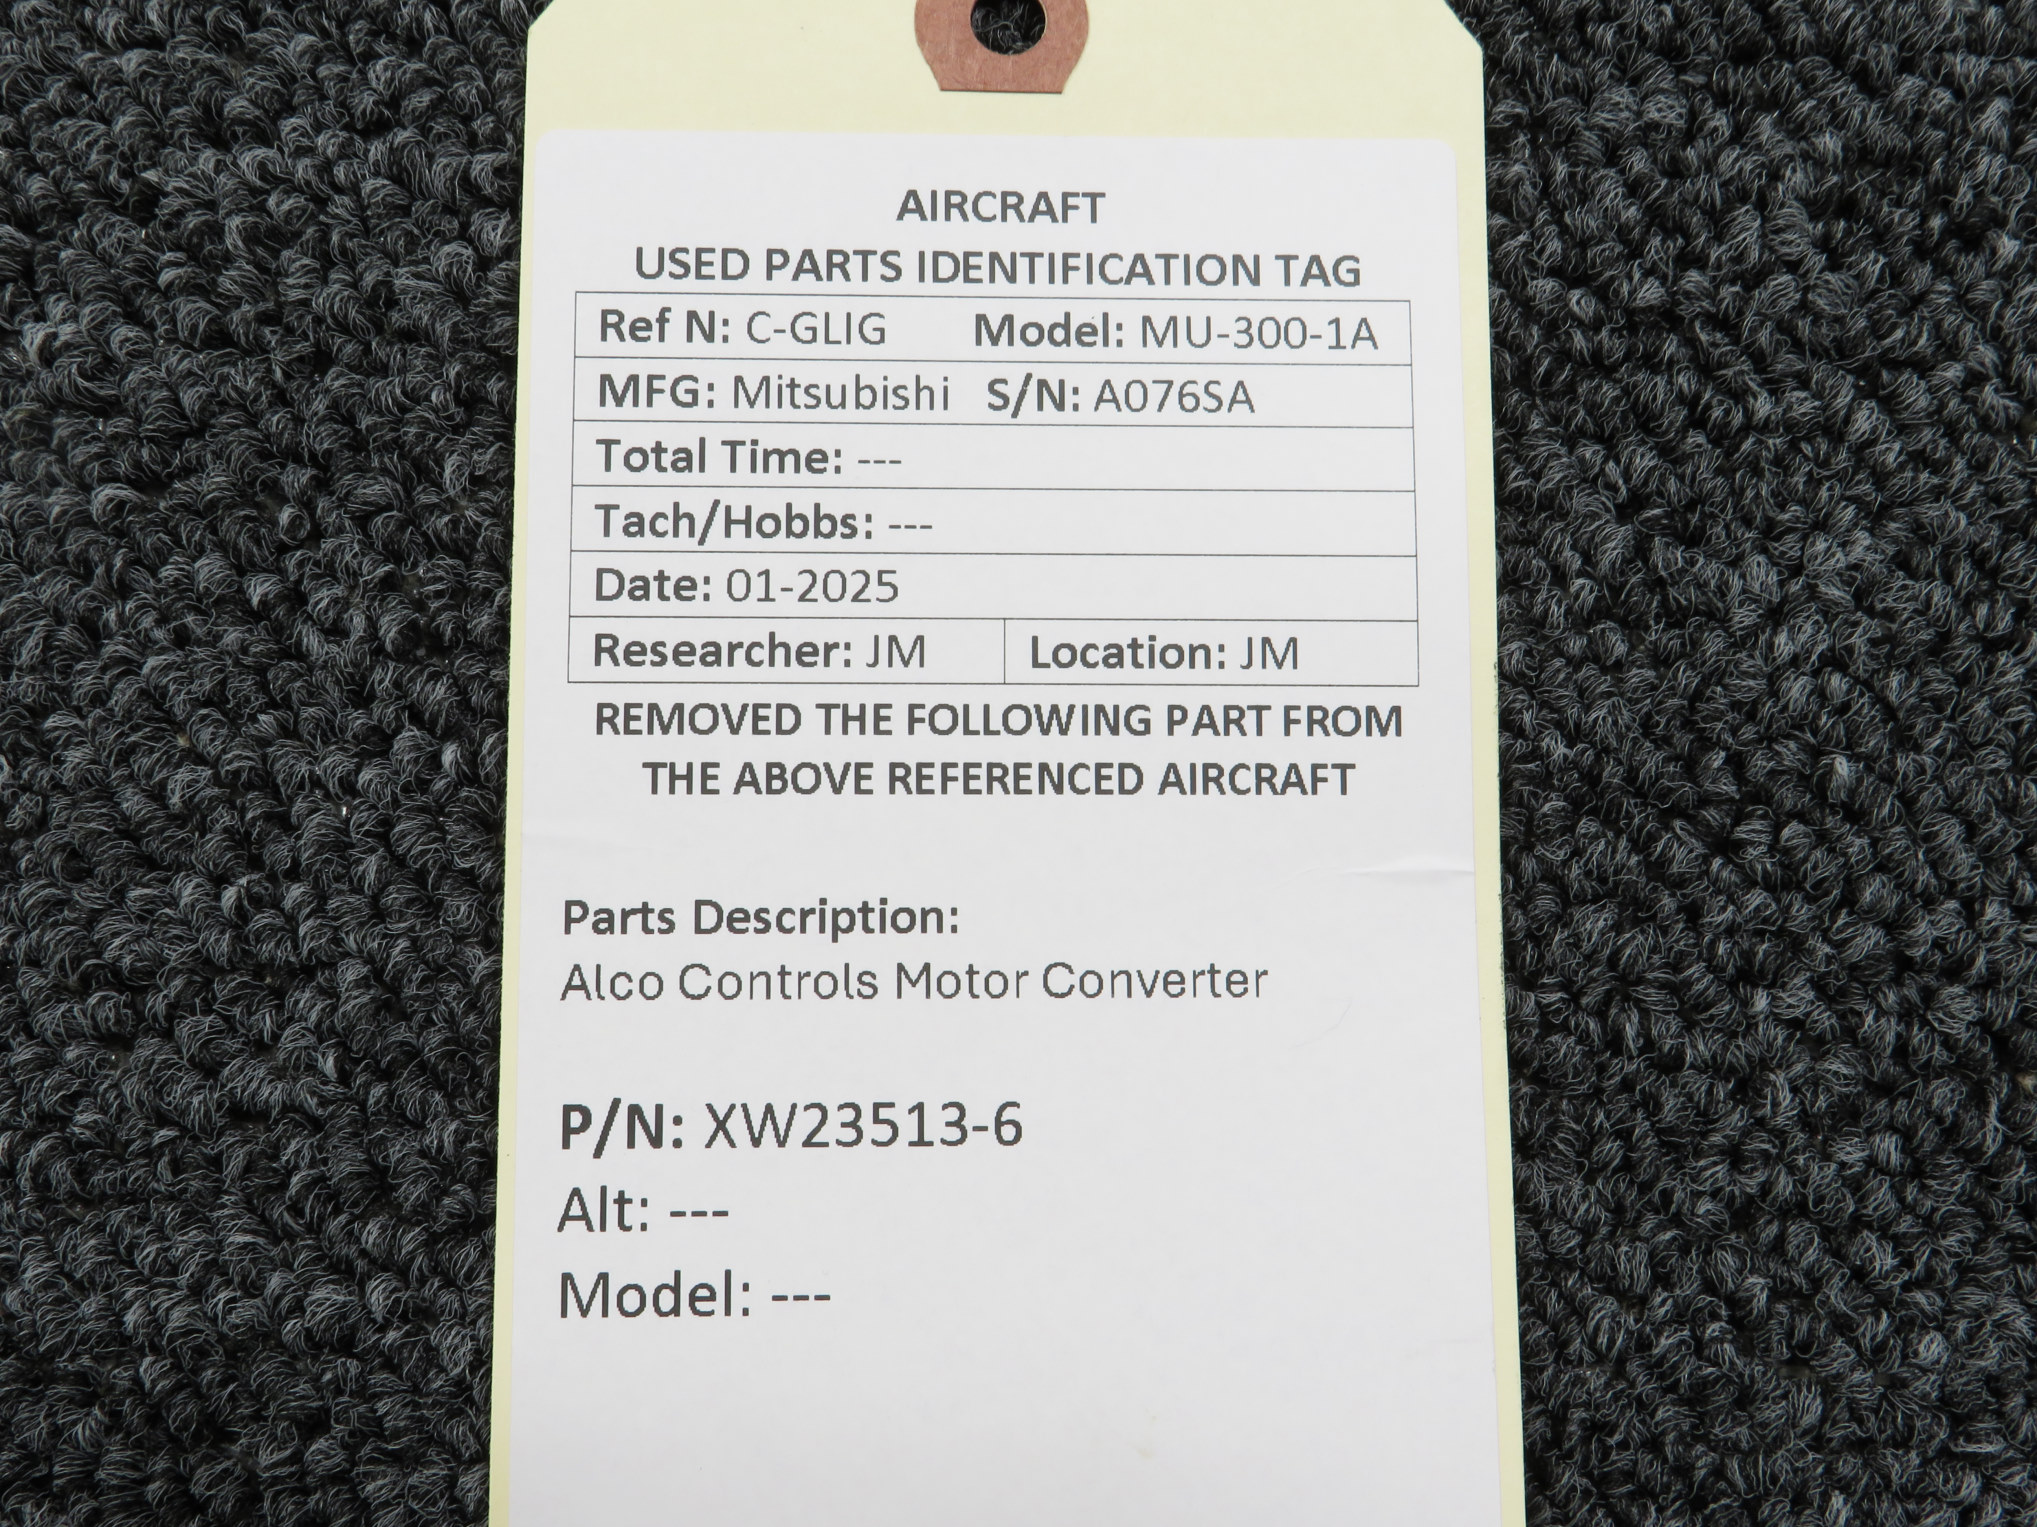 AIRCRAFT
USED PARTS IDENTIFICATION TAG
Ref N: C-GLIG Model: MU-300-1A
MFG: Mitsubishi S/N: A076SA
Total Time: ---
Tach/Hobbs: ---
Date: 01-2025
Researcher: JM Location: JM
REMOVED THE FOLLOWING PART FROM
THE ABOVE REFERENCED AIRCRAFT
Parts Description:
Alco Controls Motor Converter
P/N: XW23513-6
Alt: ---
Model: ---